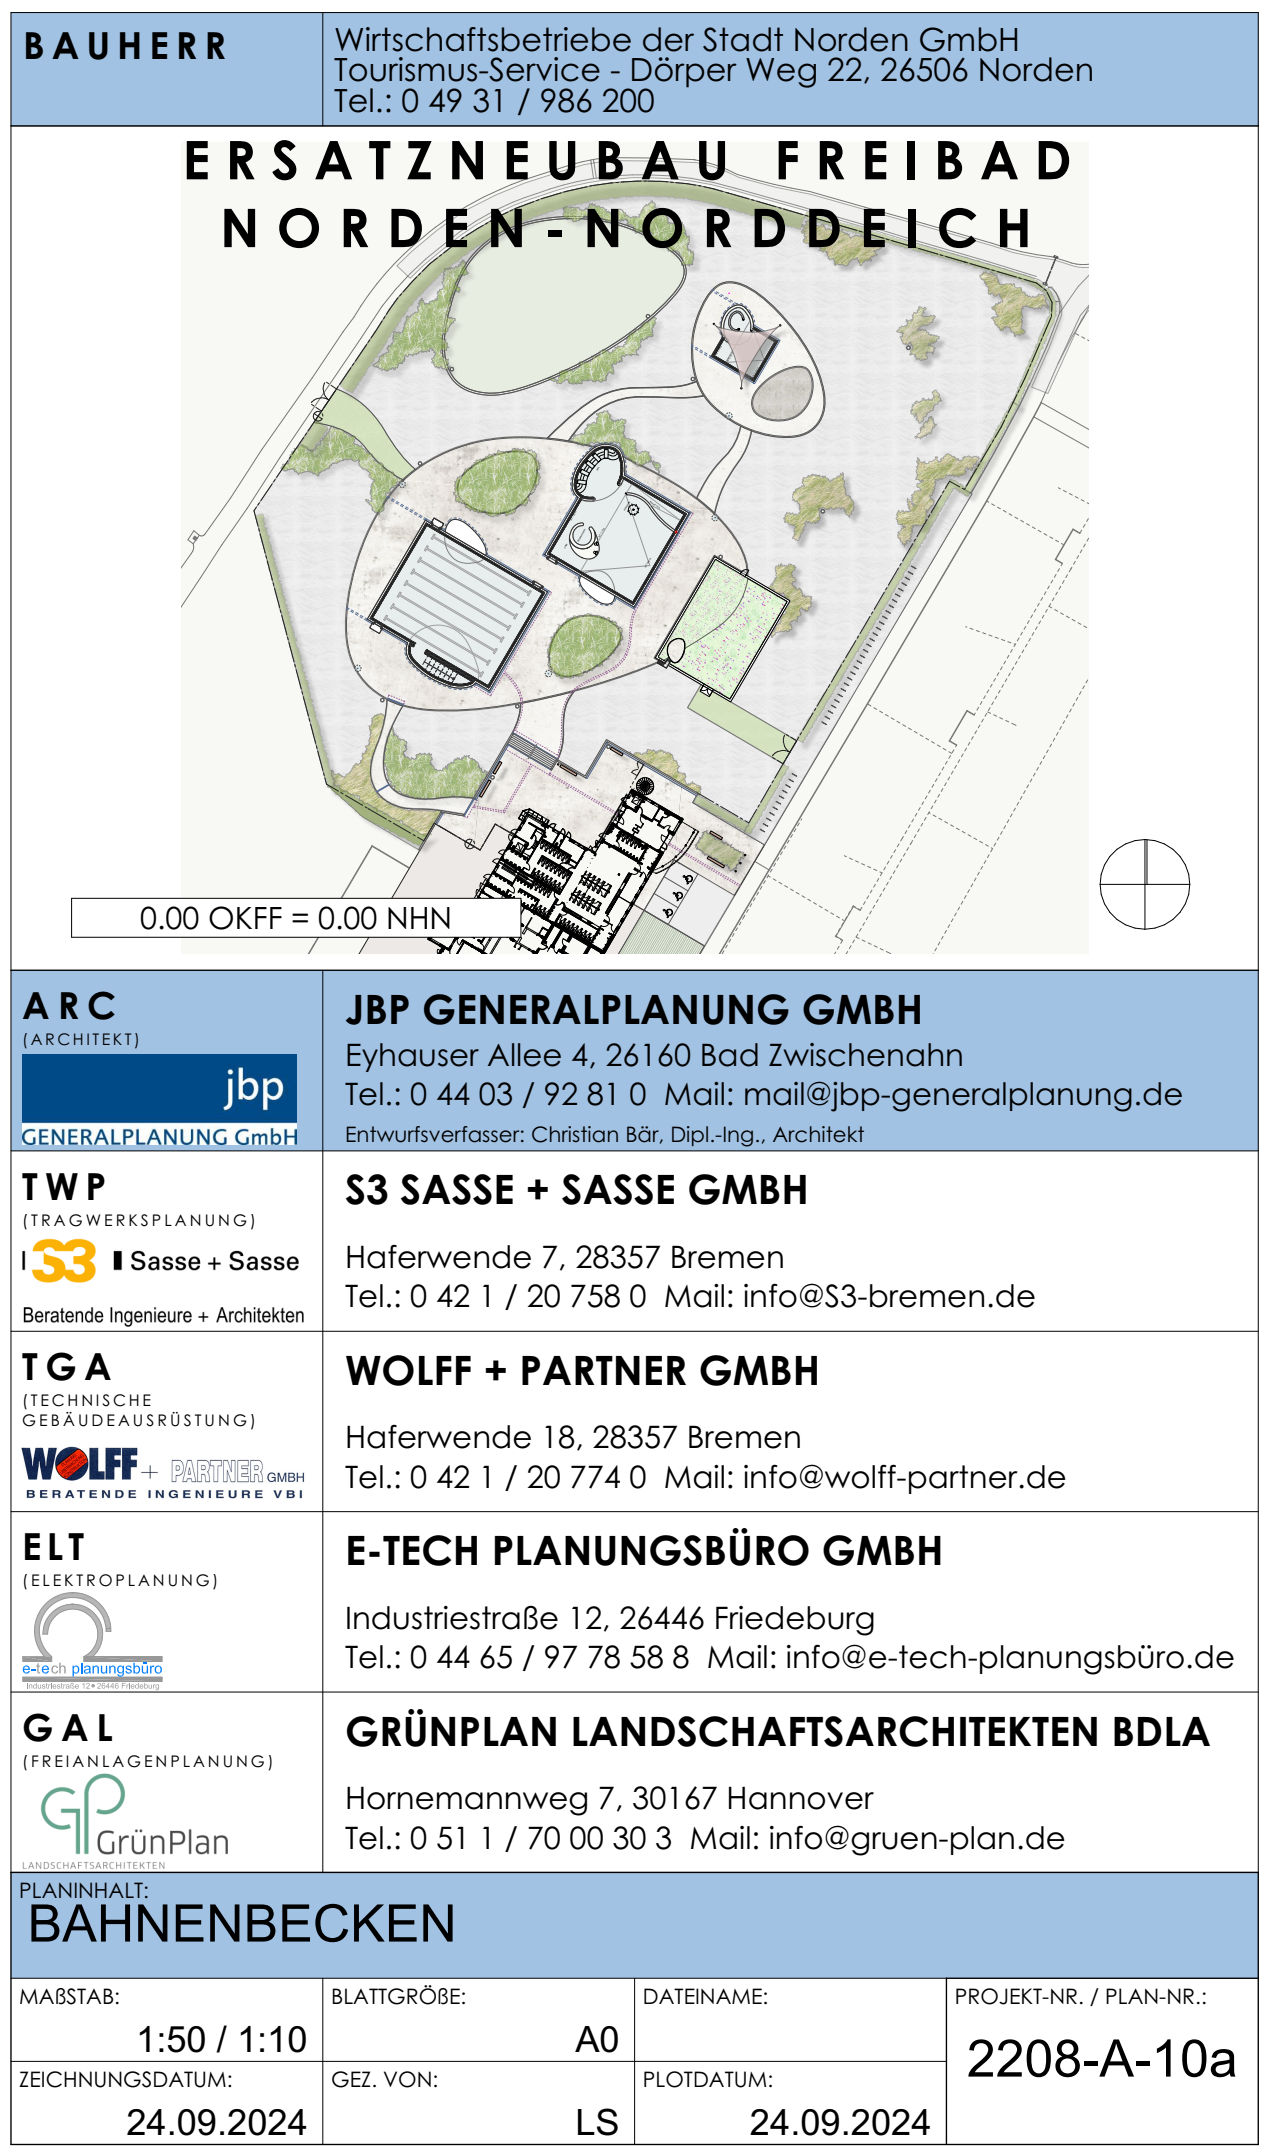 BAUHERR
Wirtschaftsbetriebe der Stadt Norden GmbH
Tourismus-Service - Dörper Weg 22, 26506 Norden
Tel.: 0 49 31 / 986 200
ERSATZNEUBAU FREIBAD
NORDEN-NORDDEICH
0.00 OKFF = 0.00 NHN
ARC
(ARCHITEKT)
jbp
GENERALPLANUNG GmbH
JBP GENERALPLANUNG GMBH
Eyhauser Allee 4, 26160 Bad Zwischenahn
Tel.: 0 44 03 / 92 81 0 Mail: mail@jbp-generalplanung.de
Entwurfsverfasser: Christian Bär, Dipl.-Ing., Architekt
TWP
(TRAGWERKSPLANUNG)
S3 Sasse + Sasse
Beratende Ingenieure + Architekten
S3 SASSE + SASSE GMBH
Haferwende 7, 28357 Bremen
Tel.: 0 42 1 / 20 758 0 Mail: info@S3-bremen.de
TGA
(TECHNISCHE
GEBÄUDEAUSRÜSTUNG)
WOLFF + PARTNER GMBH
BERATENDE INGENIEURE VBI
WOLFF + PARTNER GMBH
Haferwende 18, 28357 Bremen
Tel.: 0 42 1 / 20 774 0 Mail: info@wolff-partner.de
ELT
(ELEKTROPLANUNG)
e-tech planungsbüro
Industriestraße 12 • 26446 Friedeburg
E-TECH PLANUNGSBÜRO GMBH
Industriestraße 12, 26446 Friedeburg
Tel.: 0 44 65 / 97 78 58 8 Mail: info@e-tech-planungsbüro.de
GAL
(FREIANLAGENPLANUNG)
GP
GrünPlan
LANDSCHAFTSARCHITEKTEN
GRÜNPLAN LANDSCHAFTSARCHITEKTEN BDLA
Hornemannweg 7, 30167 Hannover
Tel.: 0 51 1 / 70 00 30 3 Mail: info@gruen-plan.de
PLANINHALT:
BAHNENBECKEN
MAßSTAB:
1:50 / 1:10
BLATTGRÖßE:
A0
DATEINAME:
PROJEKT-NR. / PLAN-NR.:
2208-A-10a
ZEICHNUNGSDATUM:
24.09.2024
GEZ. VON:
LS
PLOTDATUM:
24.09.2024